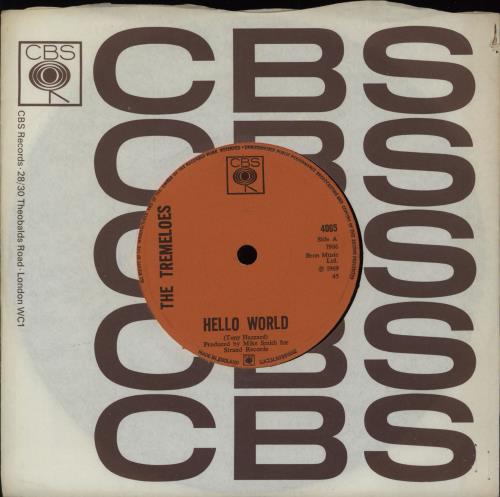 CBS
CBS Records · 28/30 Theobalds Road · London WC1
CBS
CBS
CBS
CBS
CBS
CBS
THE TREMELOES
4065
Side A
Bron Music
Ltd.
℗ 1969
45
HELLO WORLD
(Tony Hazzard)
Produced by Mike Smith for
Strand Records
MADE IN ENGLAND